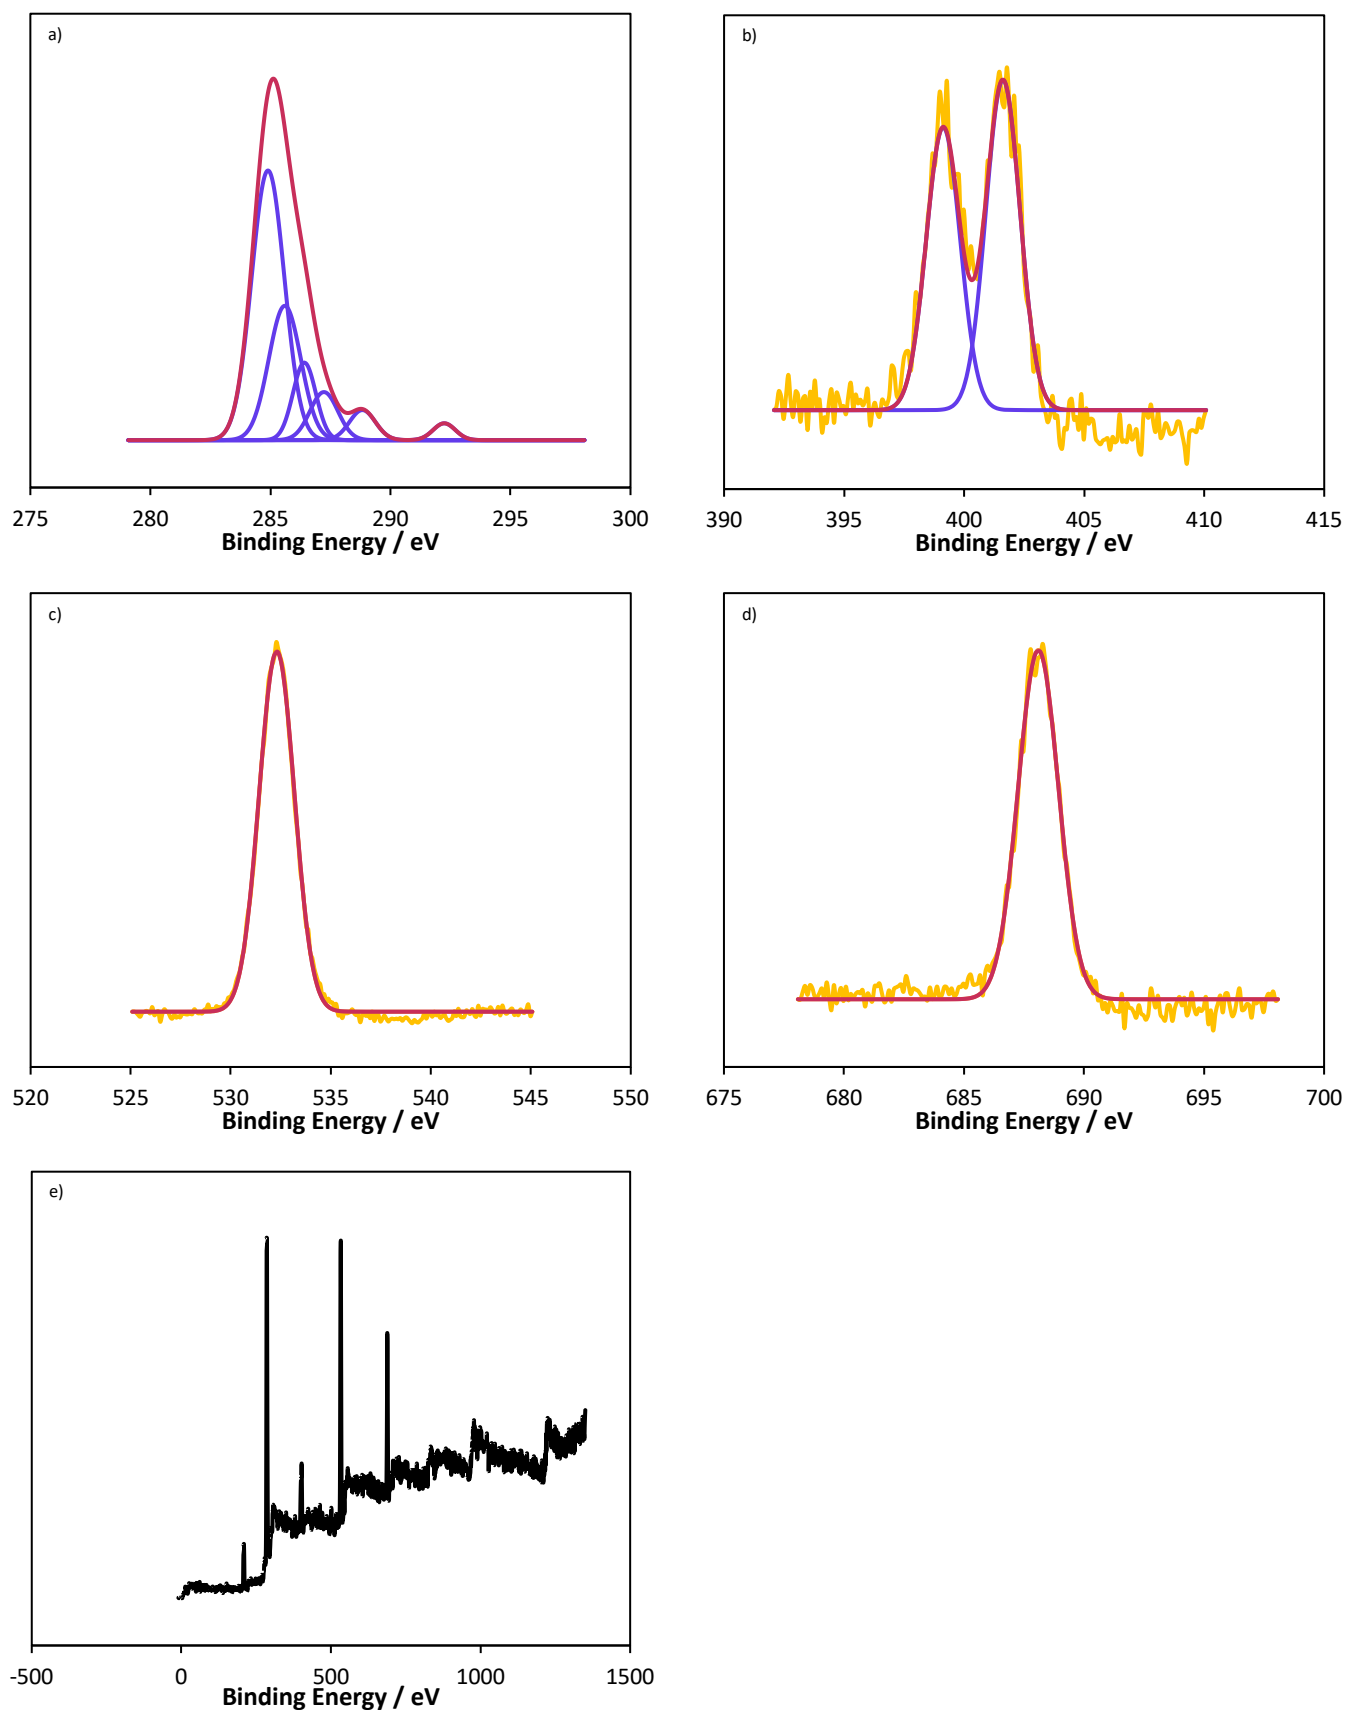 a)
275 280 285 290 295 300
Binding Energy / eV
b)
390 395 400 405 410 415
Binding Energy / eV
c)
520 525 530 535 540 545 550
Binding Energy / eV
d)
675 680 685 690 695 700
Binding Energy / eV
e)
-500 0 500 1000 1500
Binding Energy / eV